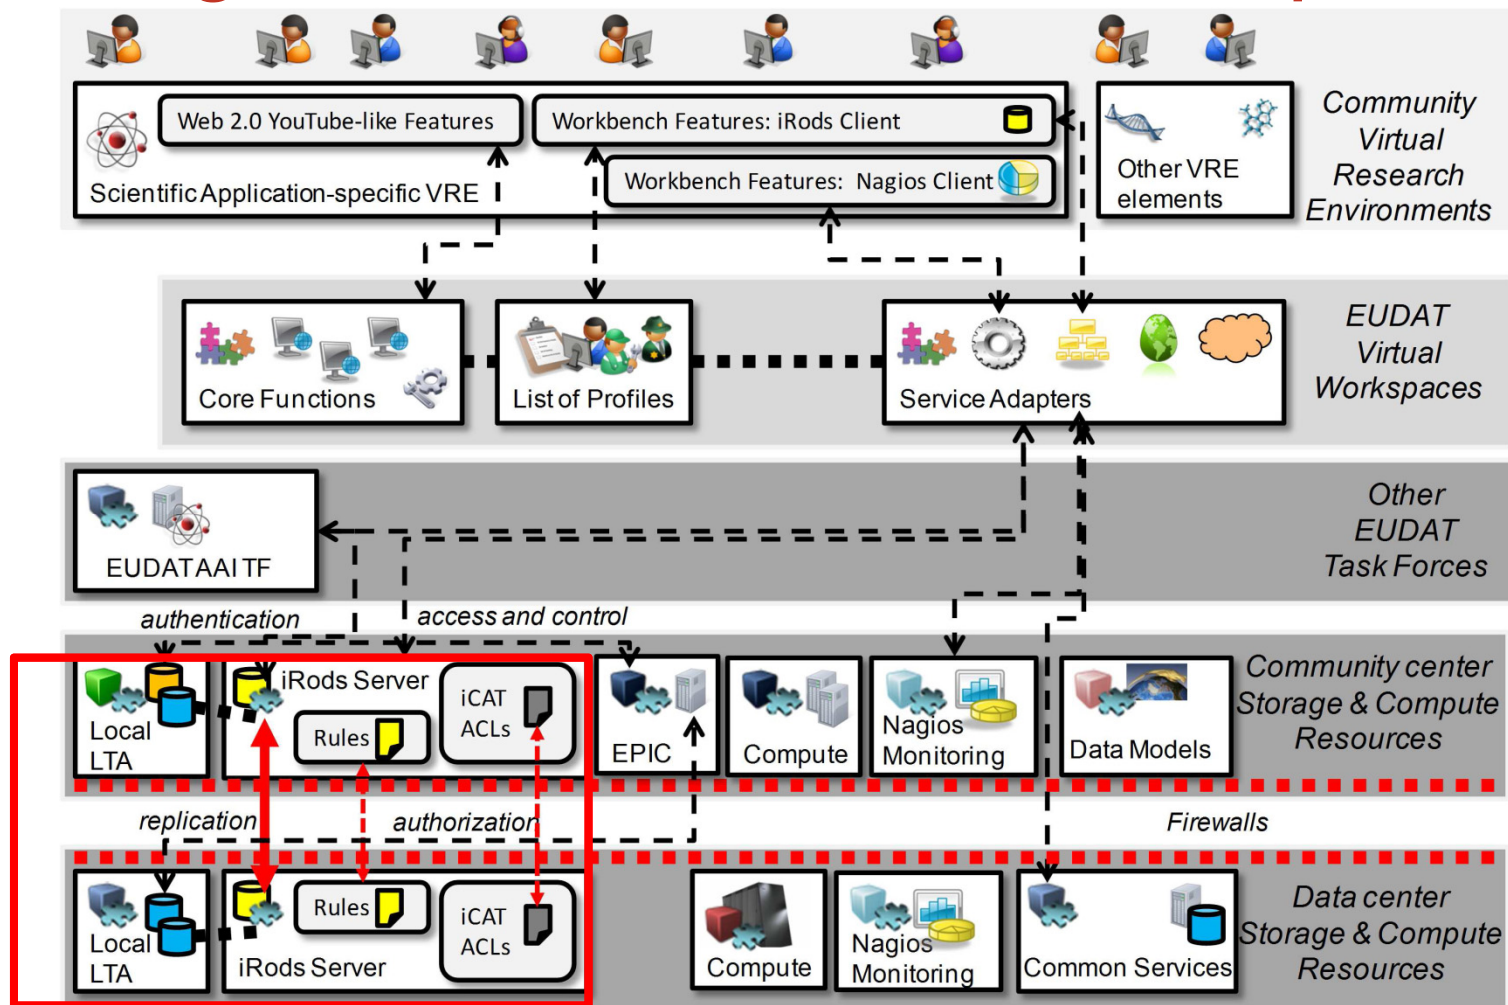 Web 2.0 YouTube-like Features
Workbench Features: iRods Client
Workbench Features: Nagios Client
Scientific Application-specific VRE
Other VRE
elements
Community
Virtual
Research
Environments
Core Functions
List of Profiles
Service Adapters
EUDAT
Virtual
Workspaces
EUDAT AAI TF
Other
EUDAT
Task Forces
authentication
access and control
Local
LTA
iRods Server
Rules
iCAT
ACLs
EPIC
Compute
Nagios
Monitoring
Data Models
Community center
Storage & Compute
Resources
replication
authorization
Firewalls
Local
LTA
Rules
iRods Server
iCAT
ACLs
Compute
Nagios
Monitoring
Common Services
Data center
Storage & Compute
Resources